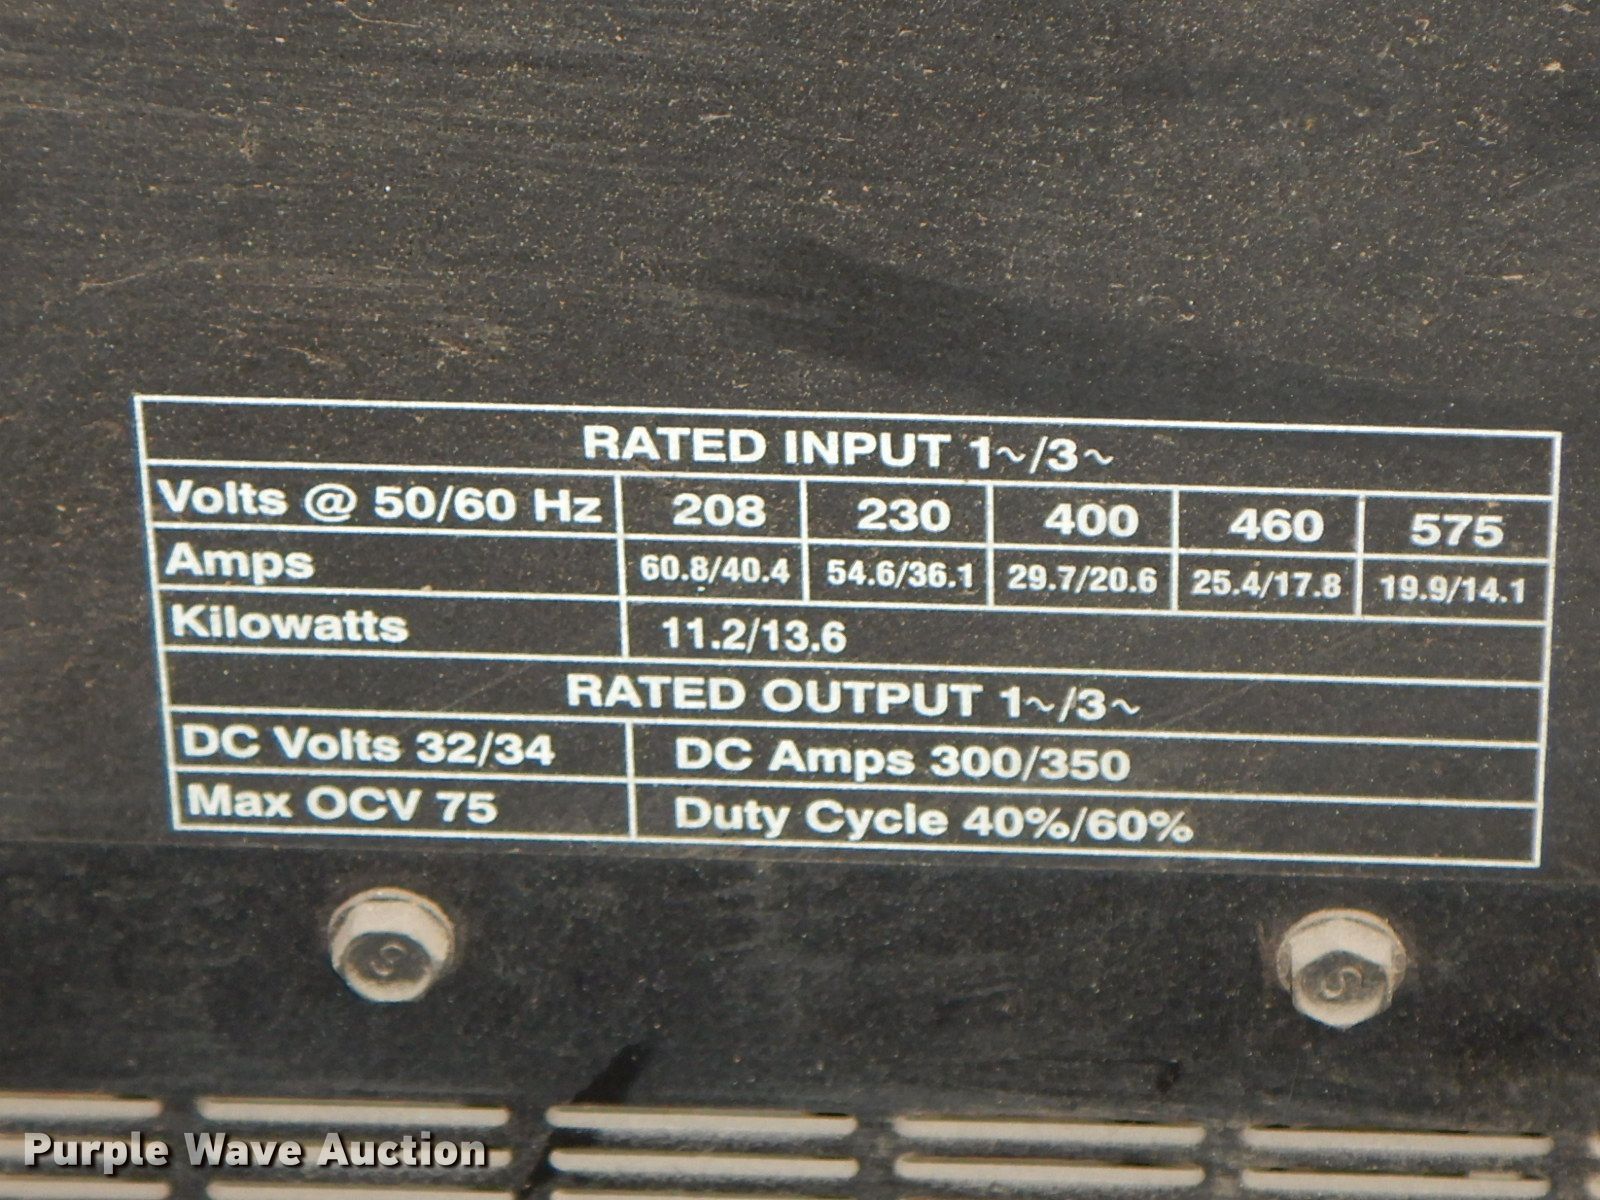 RATED INPUT 1~/3~
Volts @ 50/60 Hz 208 230 400 460 575
Amps 60.8/40.4 54.6/36.1 29.7/20.6 25.4/17.8 19.9/14.1
Kilowatts 11.2/13.6
RATED OUTPUT 1~/3~
DC Volts 32/34 DC Amps 300/350
Max OCV 75 Duty Cycle 40%/60%
S S
Purple Wave Auction